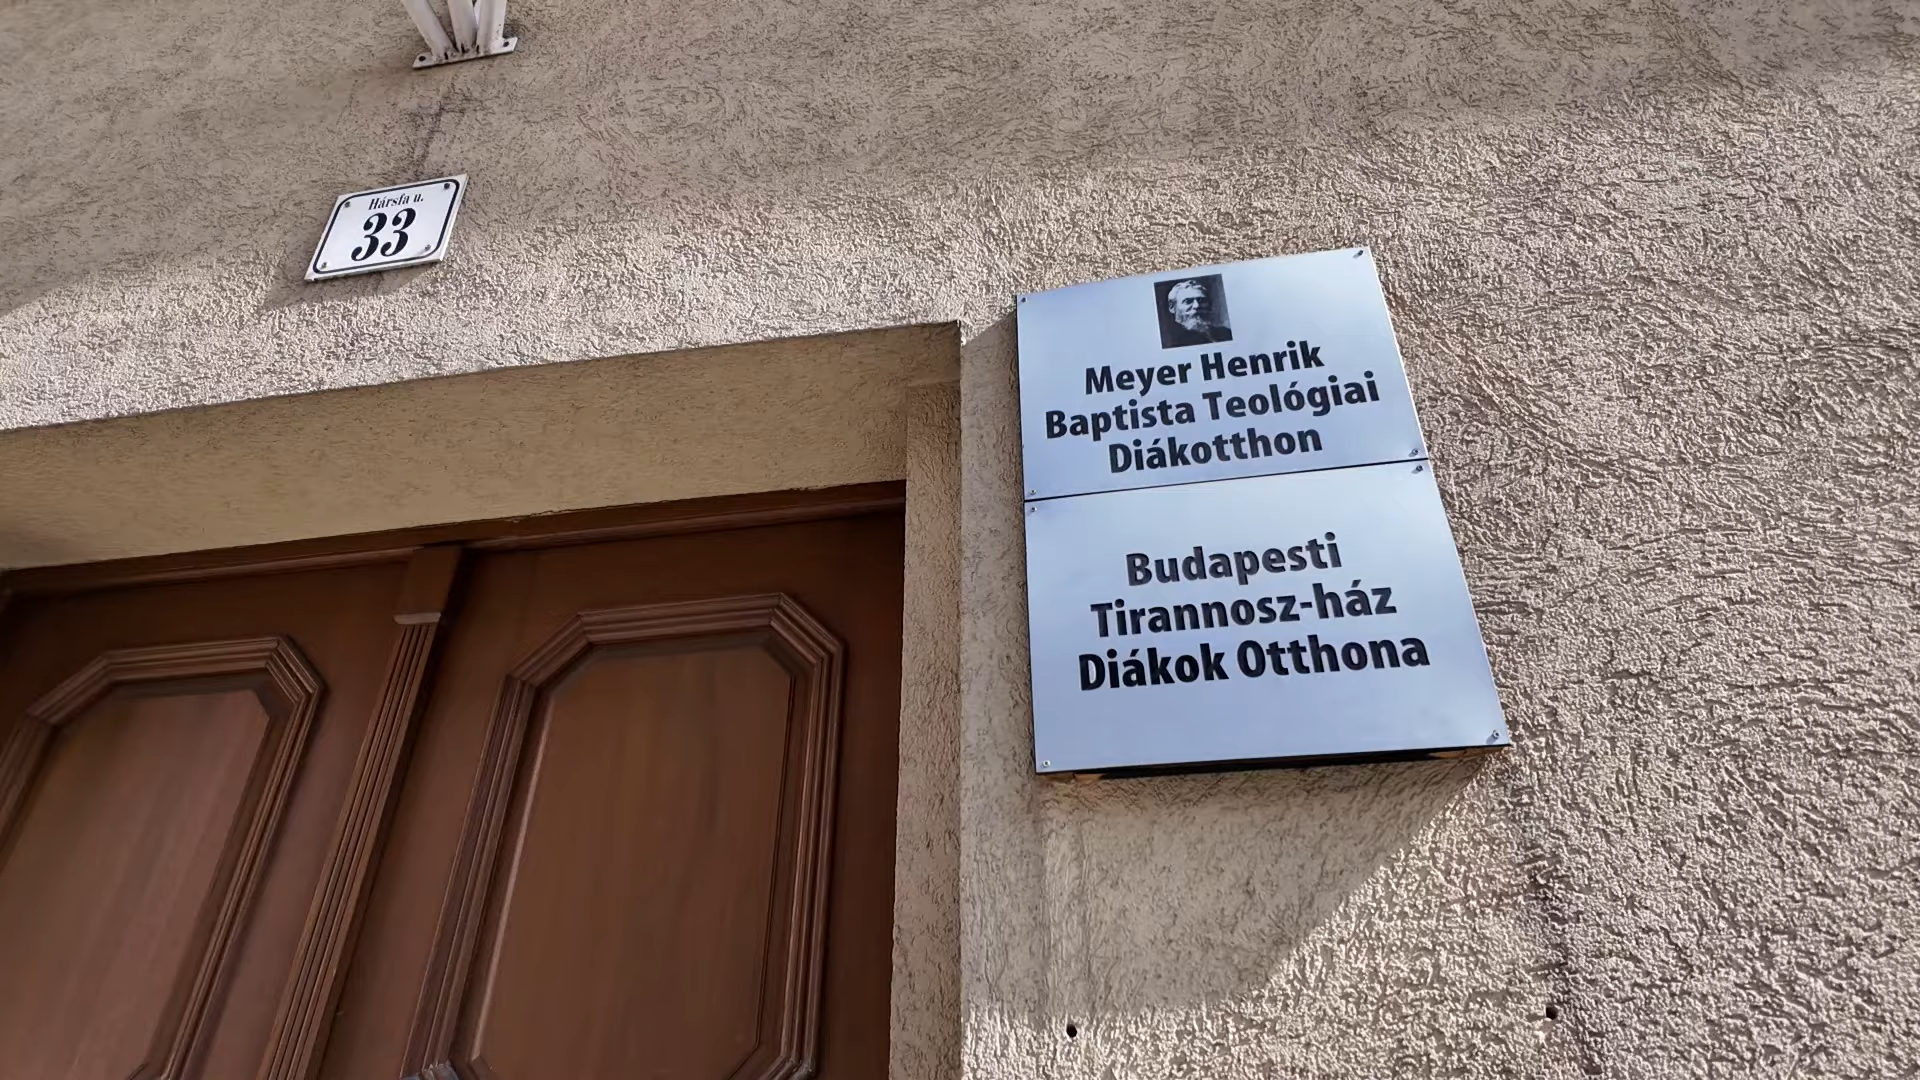 Hársfa u.
33
Meyer Henrik
Baptista Teológiai
Diákotthon
Budapesti
Tirannosz-ház
Diákok Otthona